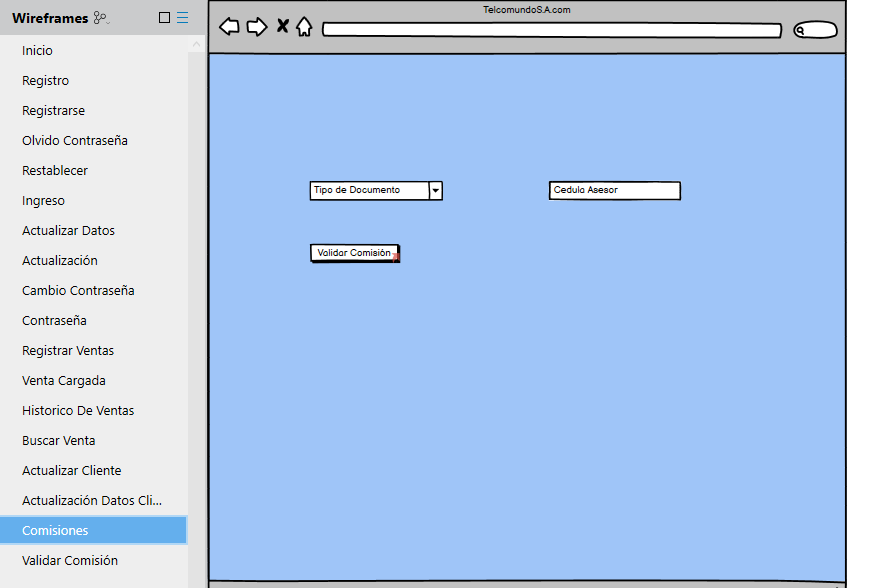 Wireframes
Inicio
Registro
Registrarse
Olvido Contraseña
Restablecer
Ingreso
Actualizar Datos
Actualización
Cambio Contraseña
Contraseña
Registrar Ventas
Venta Cargada
Historico De Ventas
Buscar Venta
Actualizar Cliente
Actualización Datos Cli...
Comisiones
Validar Comisión
TelcomundoS.A.com
Tipo de Documento
Cedula Asesor
Validar Comisión